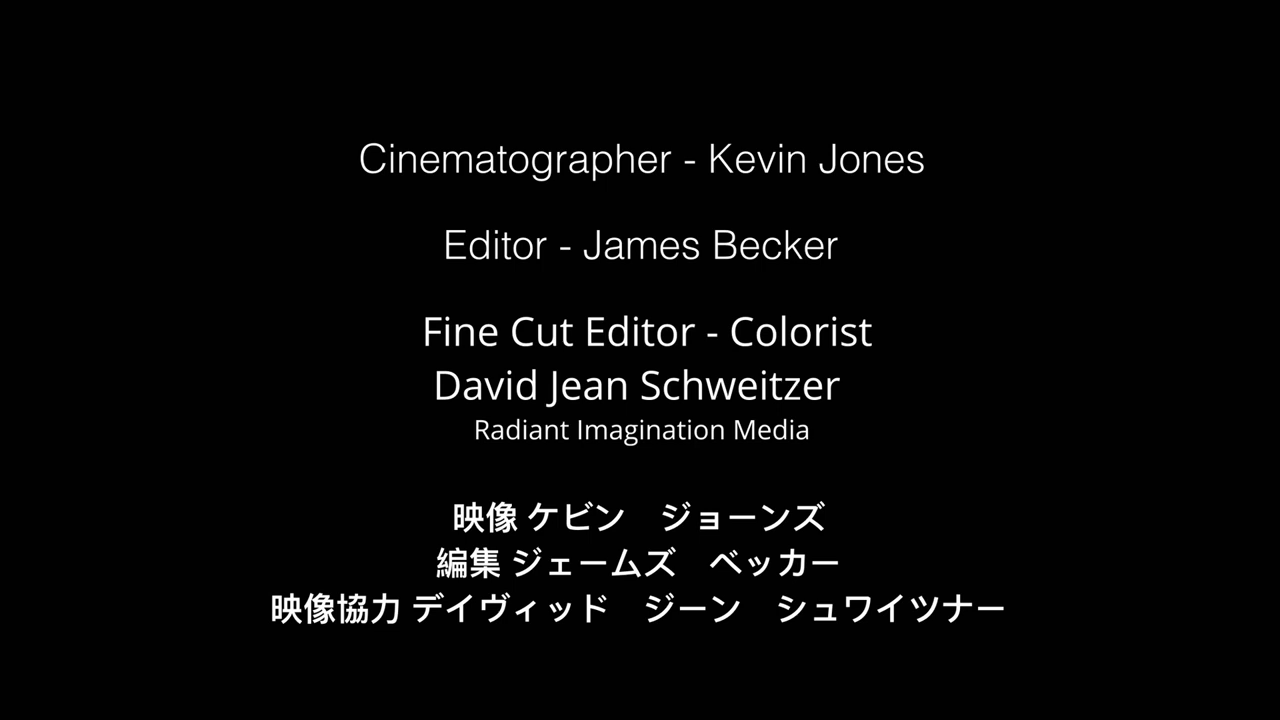 Cinematographer - Kevin Jones
Editor - James Becker
Fine Cut Editor - Colorist
David Jean Schweitzer
Radiant Imagination Media
映像 ケビン　ジョーンズ
編集 ジェームズ　ベッカー
映像協力 デイヴィッド　ジーン　シュワイツナー